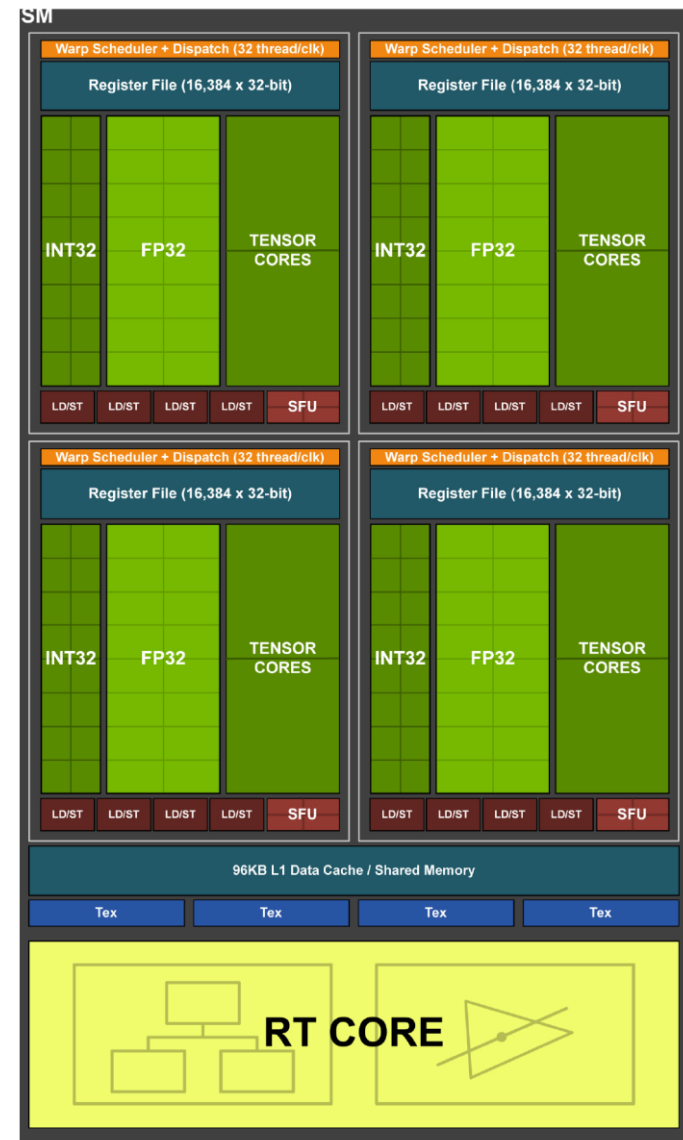 SM
Warp Scheduler + Dispatch (32 thread/clk)
Register File (16,384 x 32-bit)
INT32
FP32
TENSOR
CORES
LD/ST LD/ST LD/ST LD/ST SFU
Warp Scheduler + Dispatch (32 thread/clk)
Register File (16,384 x 32-bit)
INT32
FP32
TENSOR
CORES
LD/ST LD/ST LD/ST LD/ST SFU
Warp Scheduler + Dispatch (32 thread/clk)
Register File (16,384 x 32-bit)
INT32
FP32
TENSOR
CORES
LD/ST LD/ST LD/ST LD/ST SFU
Warp Scheduler + Dispatch (32 thread/clk)
Register File (16,384 x 32-bit)
INT32
FP32
TENSOR
CORES
LD/ST LD/ST LD/ST LD/ST SFU
96KB L1 Data Cache / Shared Memory
Tex Tex Tex Tex
RT CORE